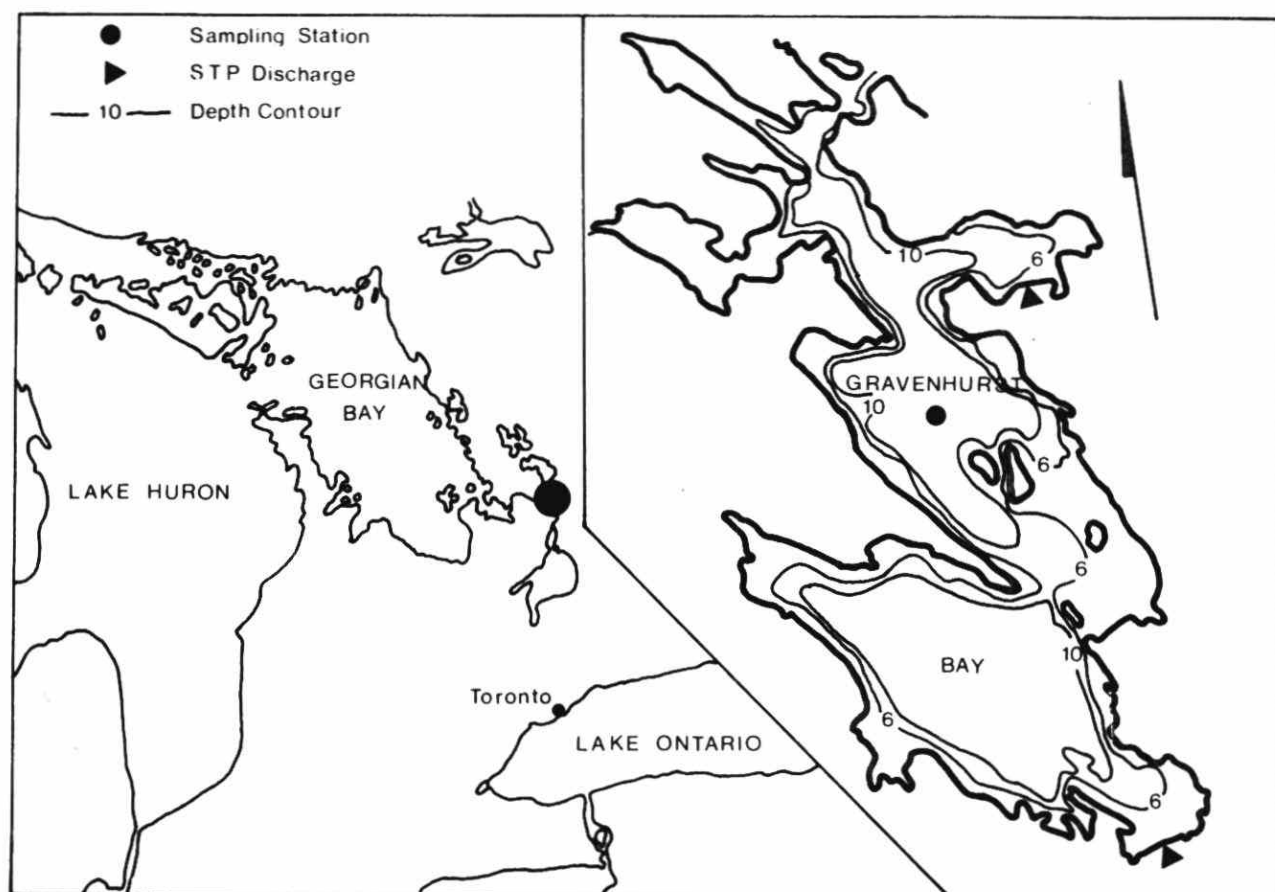 Sampling Station
STP Discharge
10 Depth Contour
GEORGIAN
BAY
LAKE HURON
Toronto
LAKE ONTARIO
10
6
GRAVENHURST
10
6
6
BAY
10
6
6